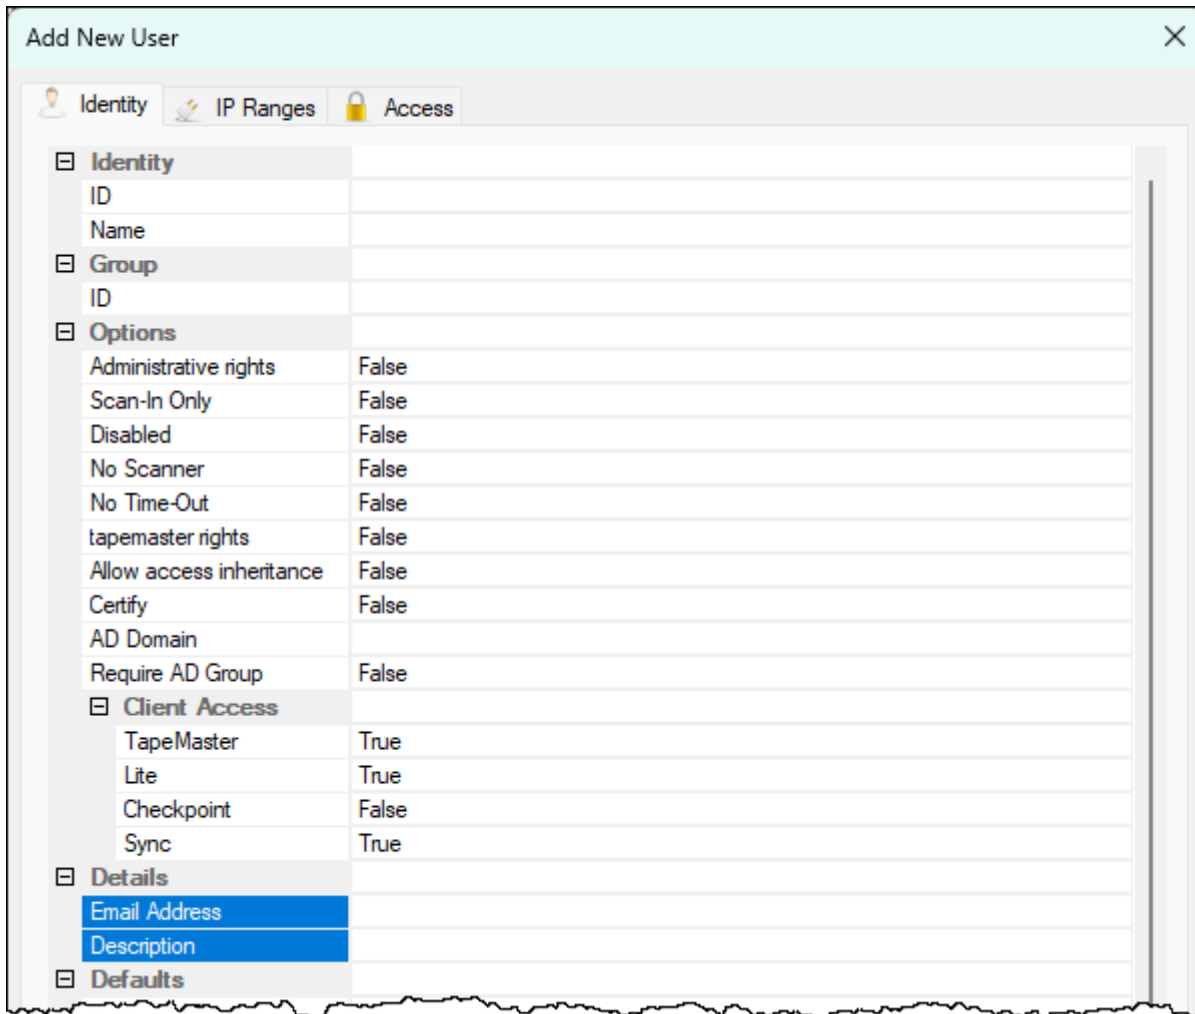 Add New User
Identity IP Ranges Access
Identity
ID
Name
Group
ID
Options
Administrative rights False
Scan-In Only False
Disabled False
No Scanner False
No Time-Out False
tapemaster rights False
Allow access inheritance False
Certify False
AD Domain
Require AD Group False
Client Access
TapeMaster True
Lite True
Checkpoint False
Sync True
Details
Email Address
Description
Defaults